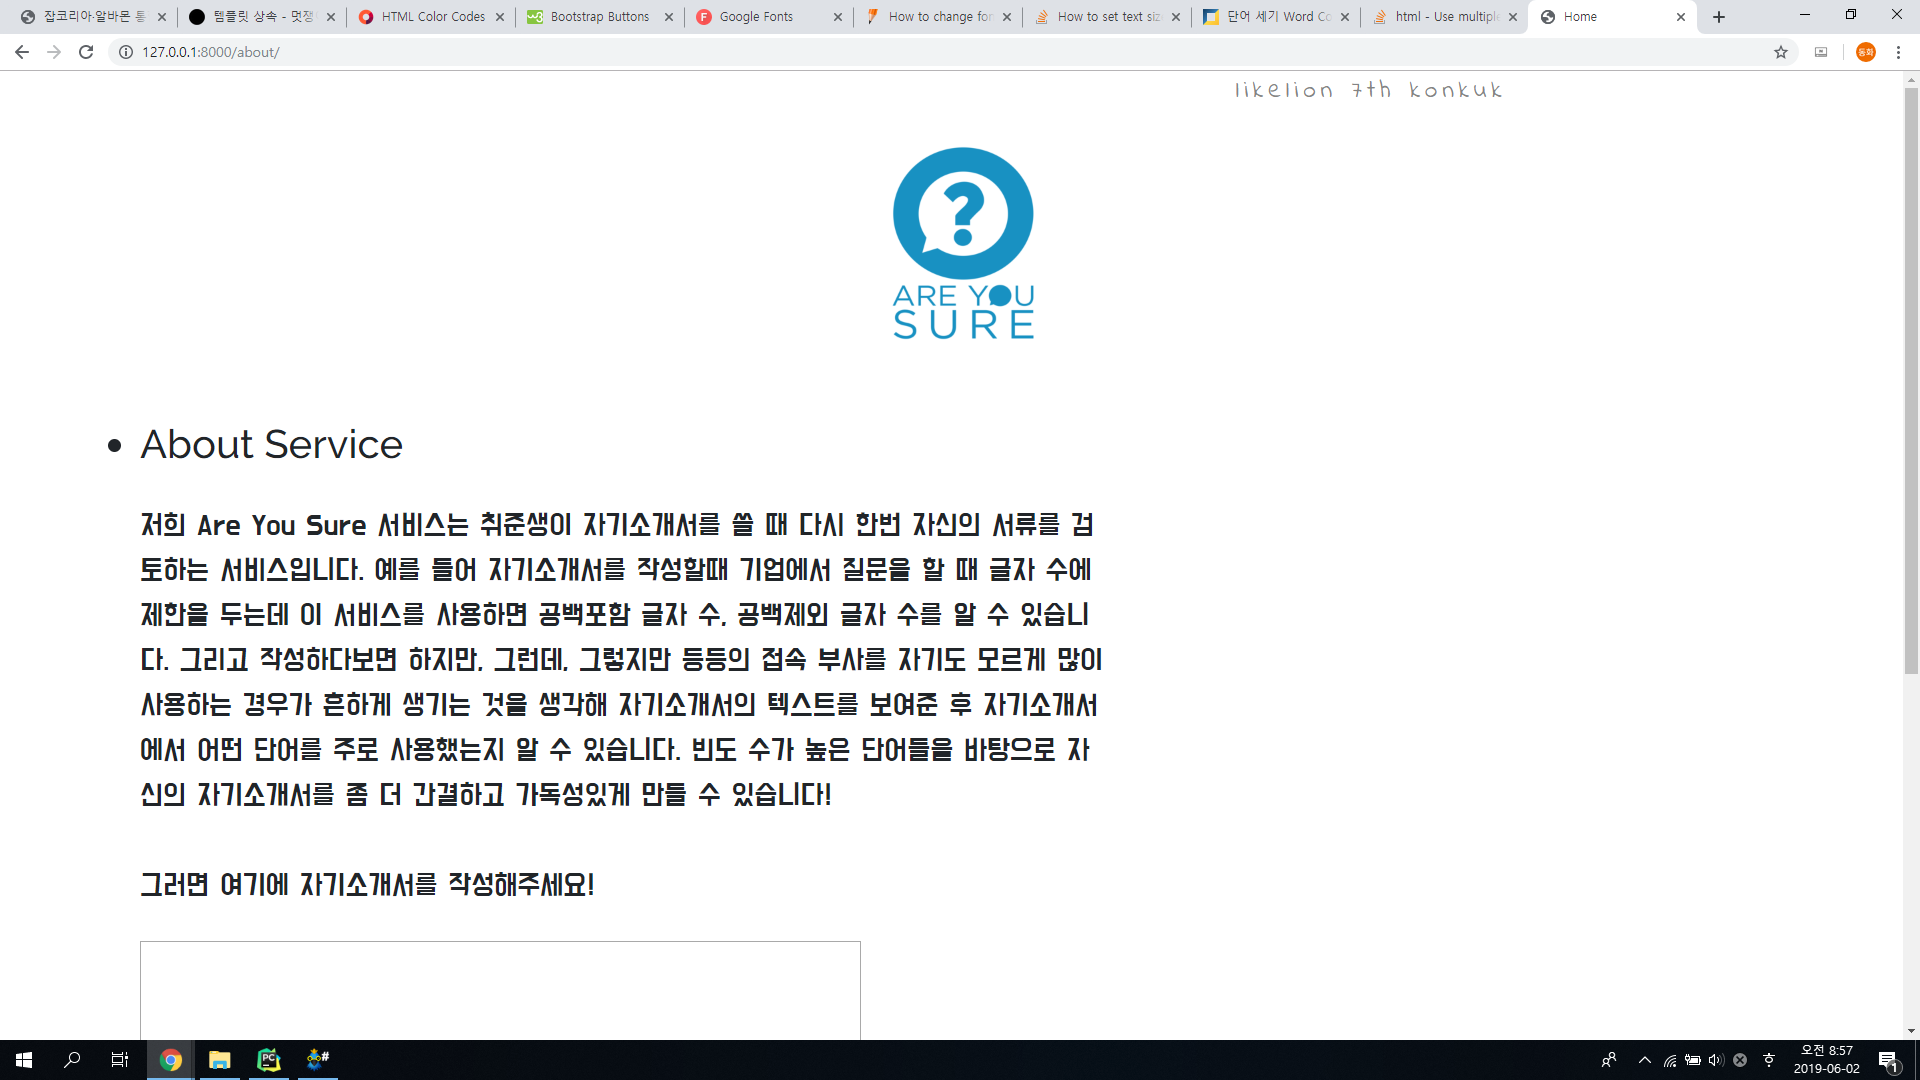 잡코리아·알바몬 통
템플릿 상속 - 멋쟁이
HTML Color Codes
Bootstrap Buttons
Google Fonts
How to change fon
How to set text size
단어 세기 Word Co
html - Use multiple
Home
127.0.0.1:8000/about/
동화
likelion 7th konkuk
?
ARE YOU
SURE
About Service
저희 Are You Sure 서비스는 취준생이 자기소개서를 쓸 때 다시 한번 자신의 서류를 검
토하는 서비스입니다. 예를 들어 자기소개서를 작성할때 기업에서 질문을 할 때 글자 수에
제한을 두는데 이 서비스를 사용하면 공백포함 글자 수, 공백제외 글자 수를 알 수 있습니
다. 그리고 작성하다보면 하지만, 그런데, 그렇지만 등등의 접속 부사를 자기도 모르게 많이
사용하는 경우가 흔하게 생기는 것을 생각해 자기소개서의 텍스트를 보여준 후 자기소개서
에서 어떤 단어를 주로 사용했는지 알 수 있습니다. 빈도 수가 높은 단어들을 바탕으로 자
신의 자기소개서를 좀 더 간결하고 가독성있게 만들 수 있습니다!
그러면 여기에 자기소개서를 작성해주세요!
오전 8:57
2019-06-02
1